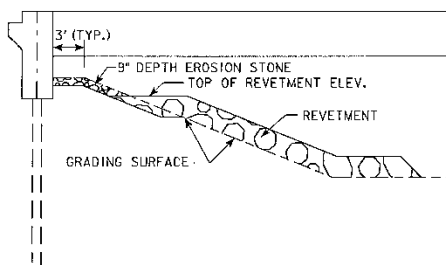 3' (TYP.)
9" DEPTH EROSION STONE
TOP OF REVETMENT ELEV.
REVETMENT
GRADING SURFACE